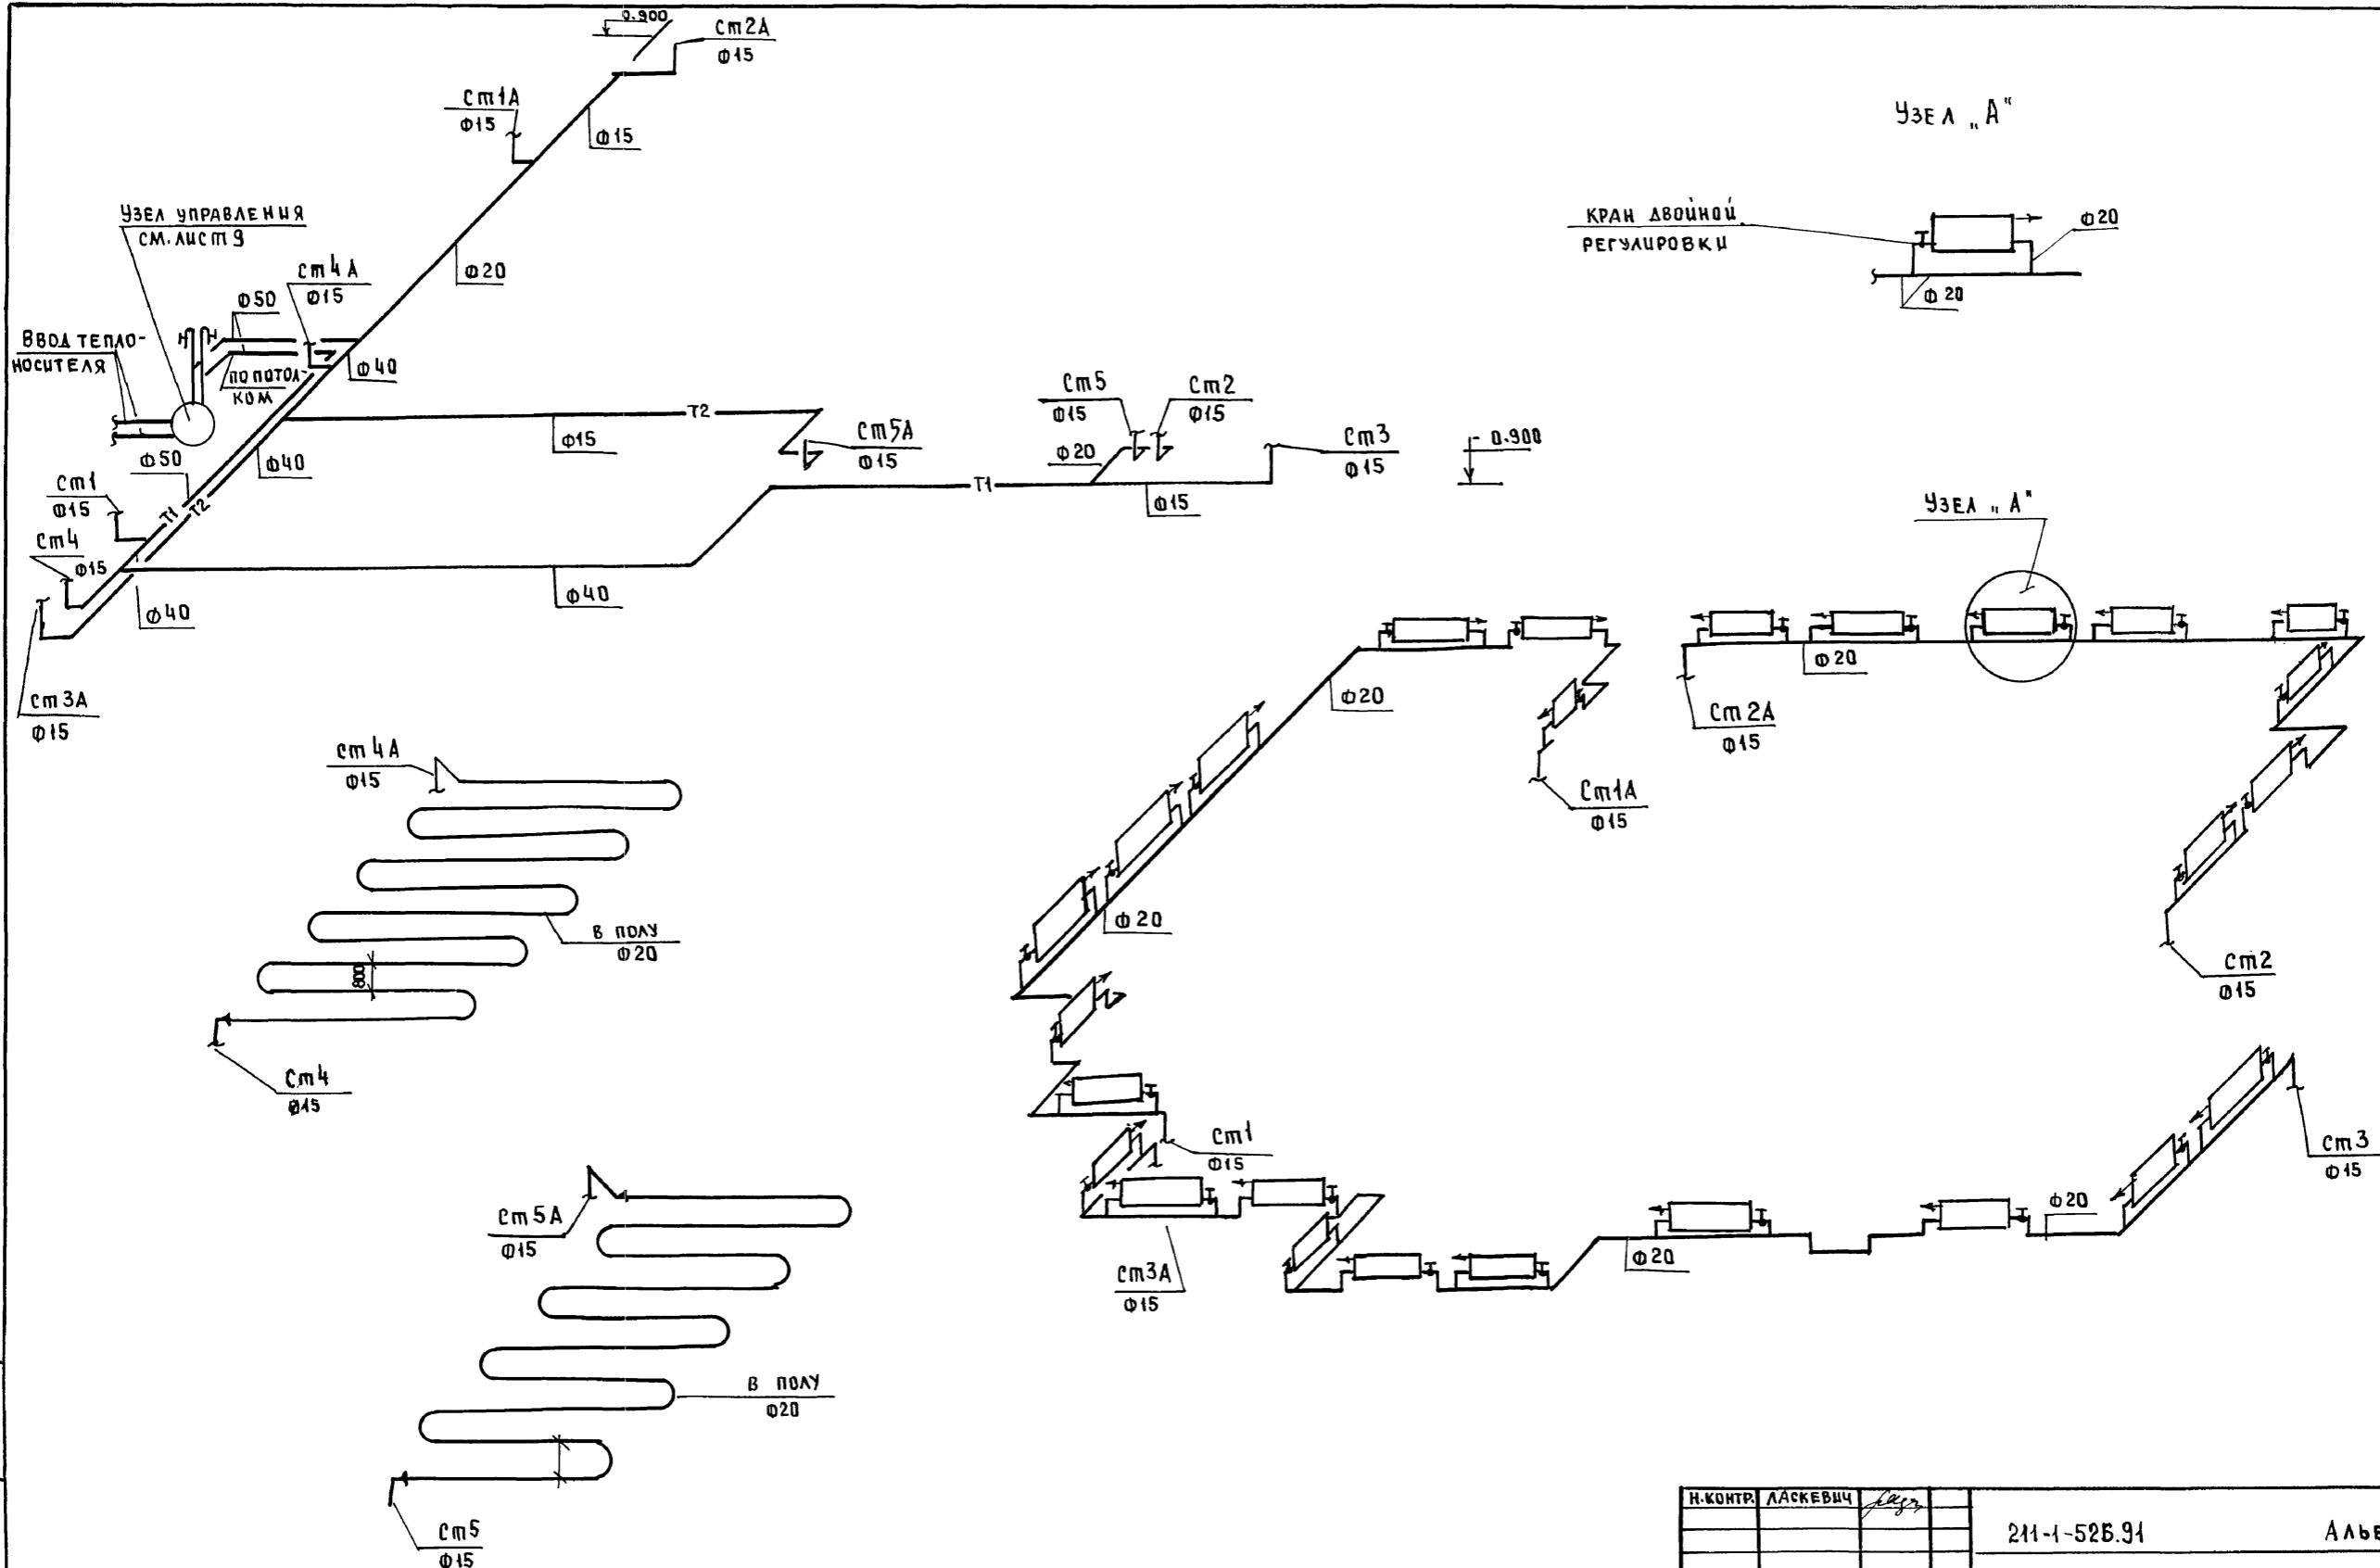 0.900
Ст2А
Ф15
Ст1А
Ф15
Ф15
УЗЕЛ УПРАВЛЕНИЯ
СМ. ЛИСТ 9
Ф20
Ст4А
Ф15
Ф50
ВВОД ТЕПЛО-
НОСИТЕЛЯ
ПО ПОТОЛ-
КОМ
Ф40
Т2
Ф15
Ст5А
Ф15
Ф50
Ф40
Ст1
Ф15
Т1
Т2
Ст4
Ф15
Ф40
Ф40
Ст3А
Ф15
Ст5
Ф15
Ст2
Ф15
Ф20
Т1
Ф15
Ст3
Ф15
- 0.900
УЗЕЛ „А"
КРАН ДВОЙНОЙ
РЕГУЛИРОВКИ
Ф20
Ф 20
УЗЕЛ „А"
Ф20
Ф20
Ст2А
Ф15
Ст1А
Ф15
Ф20
Ст2
Ф15
Ст1
Ф15
Ст3А
Ф15
Ф20
Ф20
Ст3
Ф15
Ст4А
Ф15
В ПОЛУ
Ф20
800
Ст4
Ф15
Ст5А
Ф15
В ПОЛУ
Ф20
Ст5
Ф15
Н.КОНТР. ЛАСКЕВИЧ
211-1-526.91 АЛЬБ